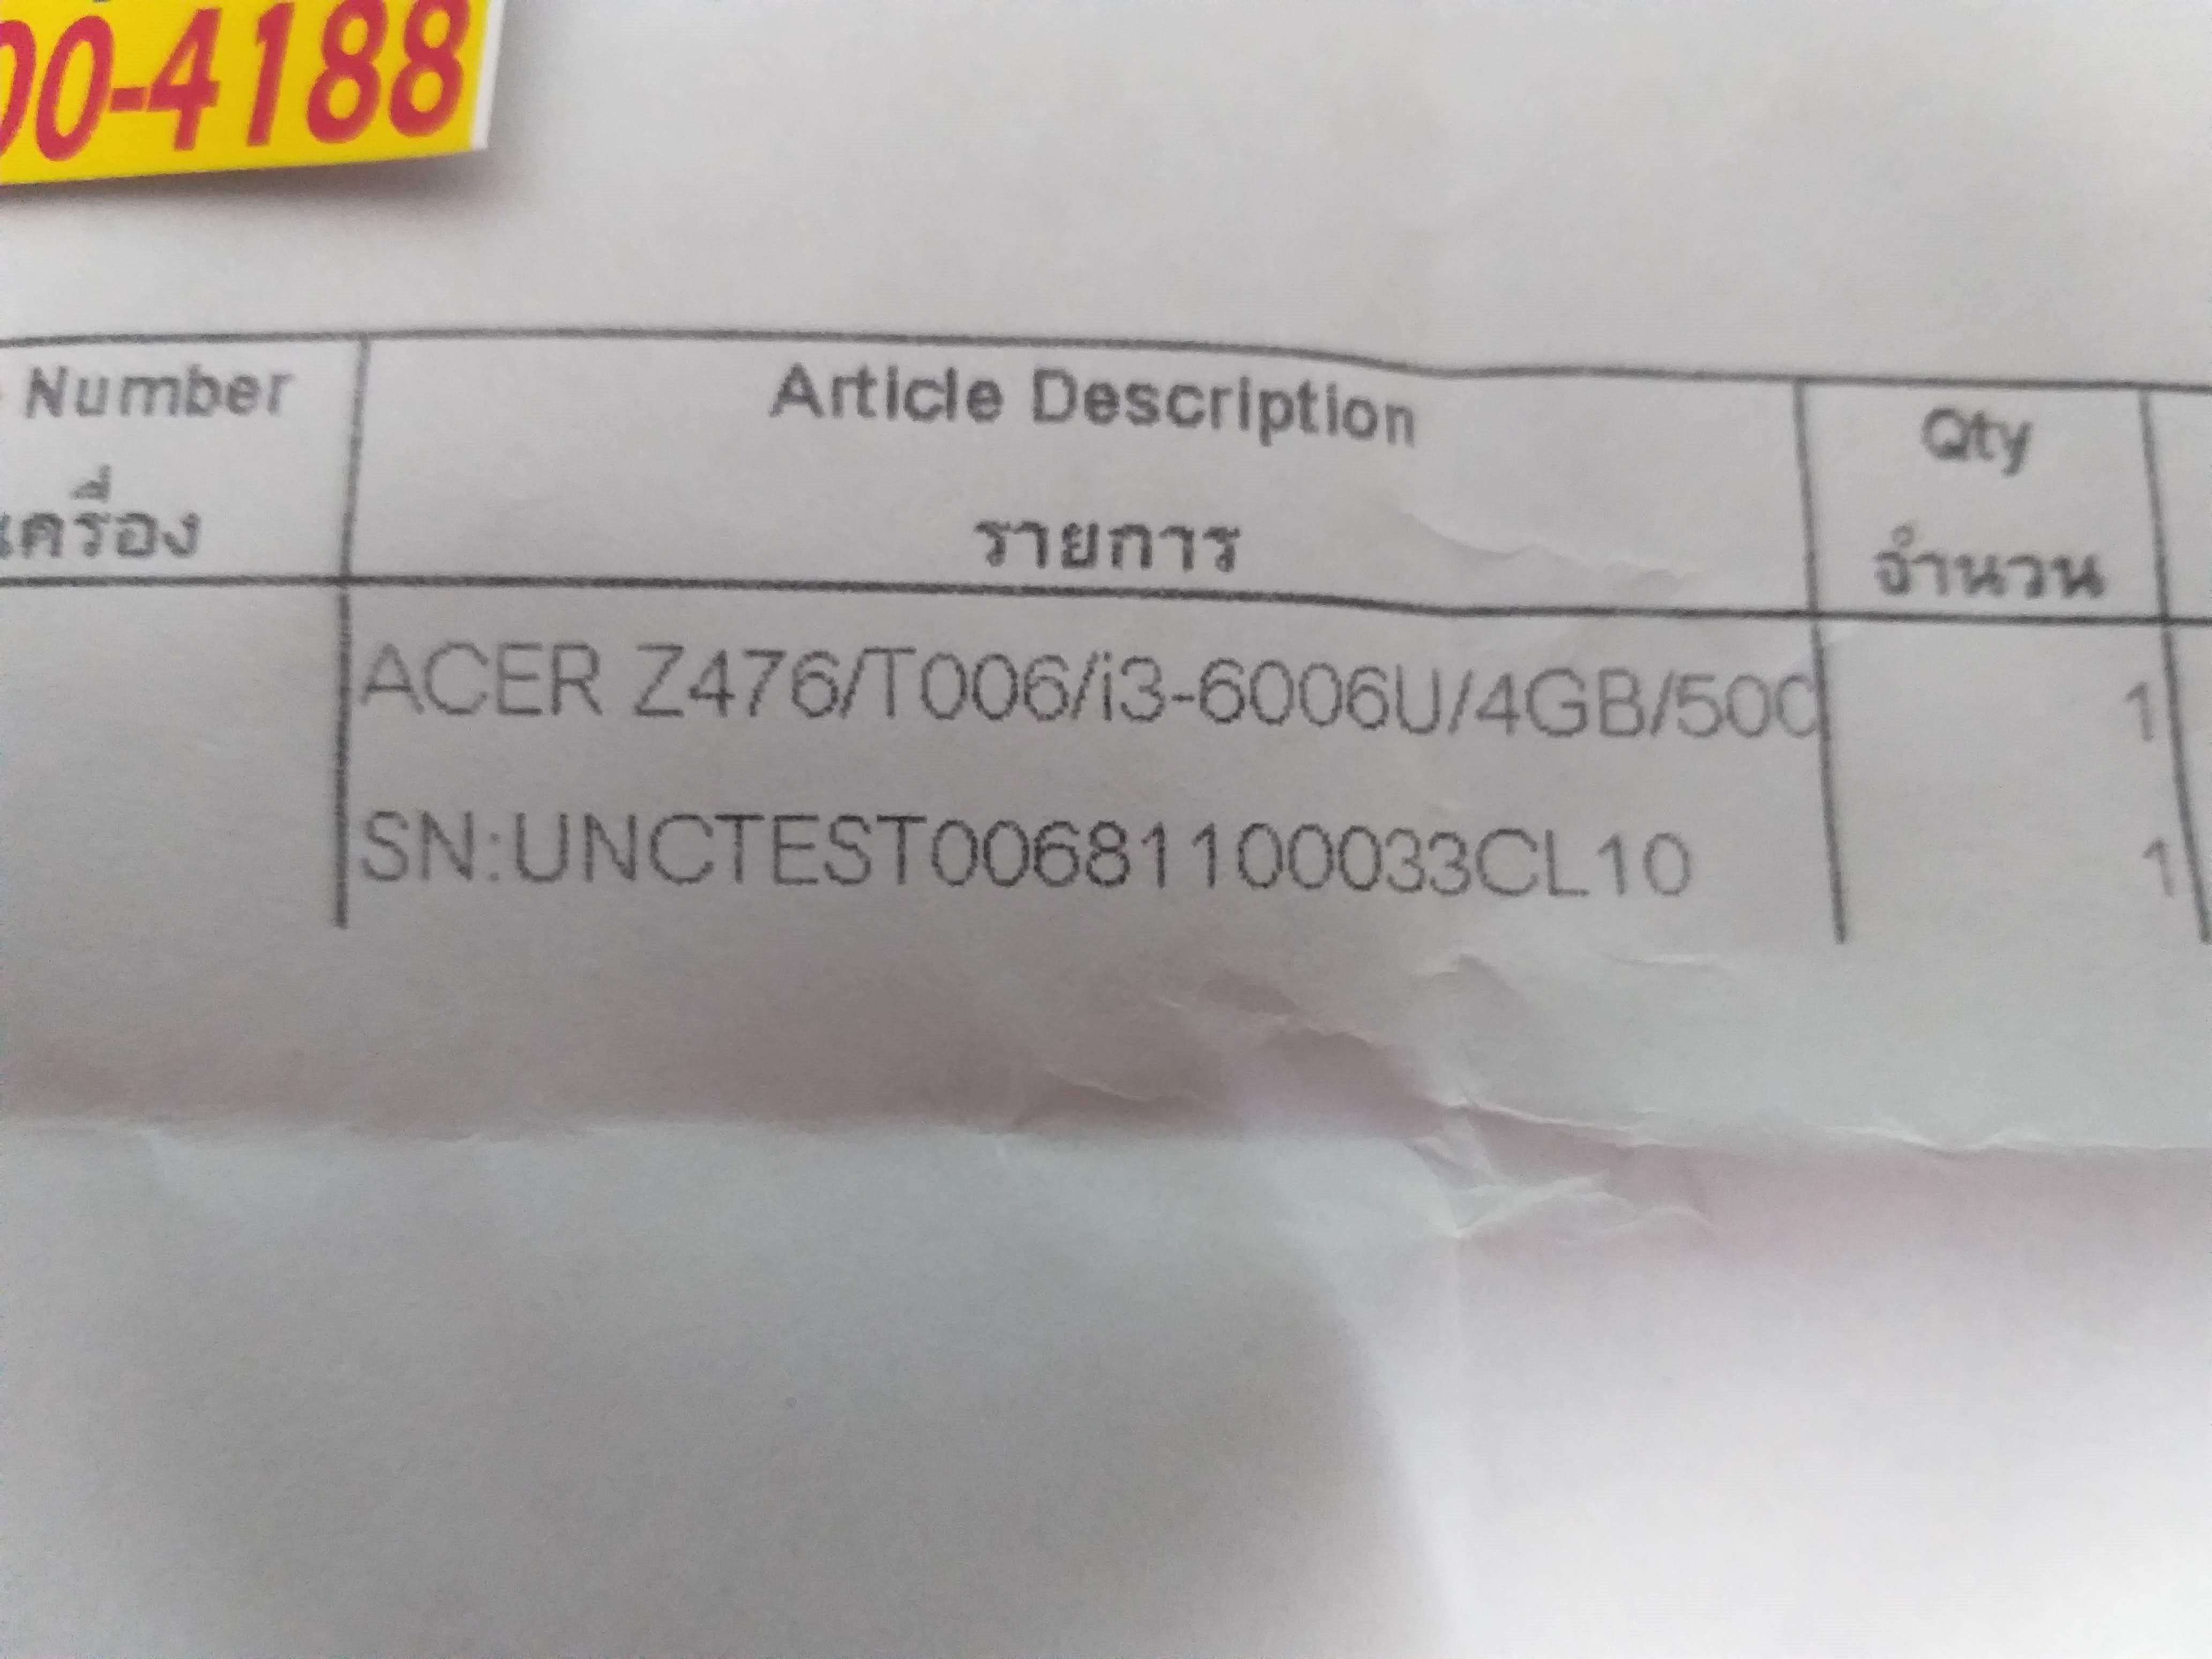 00-4188
Number Article Description Qty
เครื่อง รายการ จำนวน
ACER Z476/T006/i3-6006U/4GB/500 1
SN:UNCTEST00681100033CL10 1